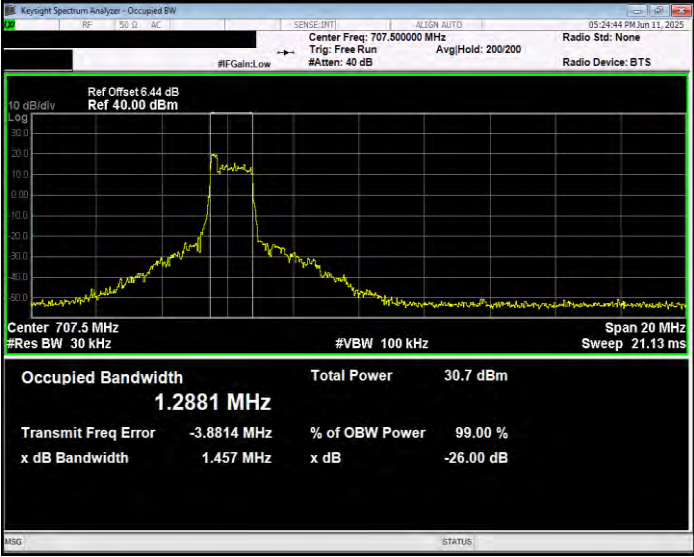 Keysight Spectrum Analyzer - Occupied BW
RF 50 Ω AC SENSE:INT ALIGN AUTO 05:24:44 PM Jun 11, 2025
Center Freq: 707.500000 MHz Radio Std: None
Trig: Free Run Avg|Hold: 200/200
#IFGain:Low #Atten: 40 dB Radio Device: BTS
Ref Offset 6.44 dB
10 dB/div Ref 40.00 dBm
Log
30.0
20.0
10.0
0.00
-10.0
-20.0
-30.0
-40.0
-50.0
Center 707.5 MHz Span 20 MHz
#Res BW 30 kHz #VBW 100 kHz Sweep 21.13 ms
Occupied Bandwidth Total Power 30.7 dBm
1.2881 MHz
Transmit Freq Error -3.8814 MHz % of OBW Power 99.00 %
x dB Bandwidth 1.457 MHz x dB -26.00 dB
MSG STATUS